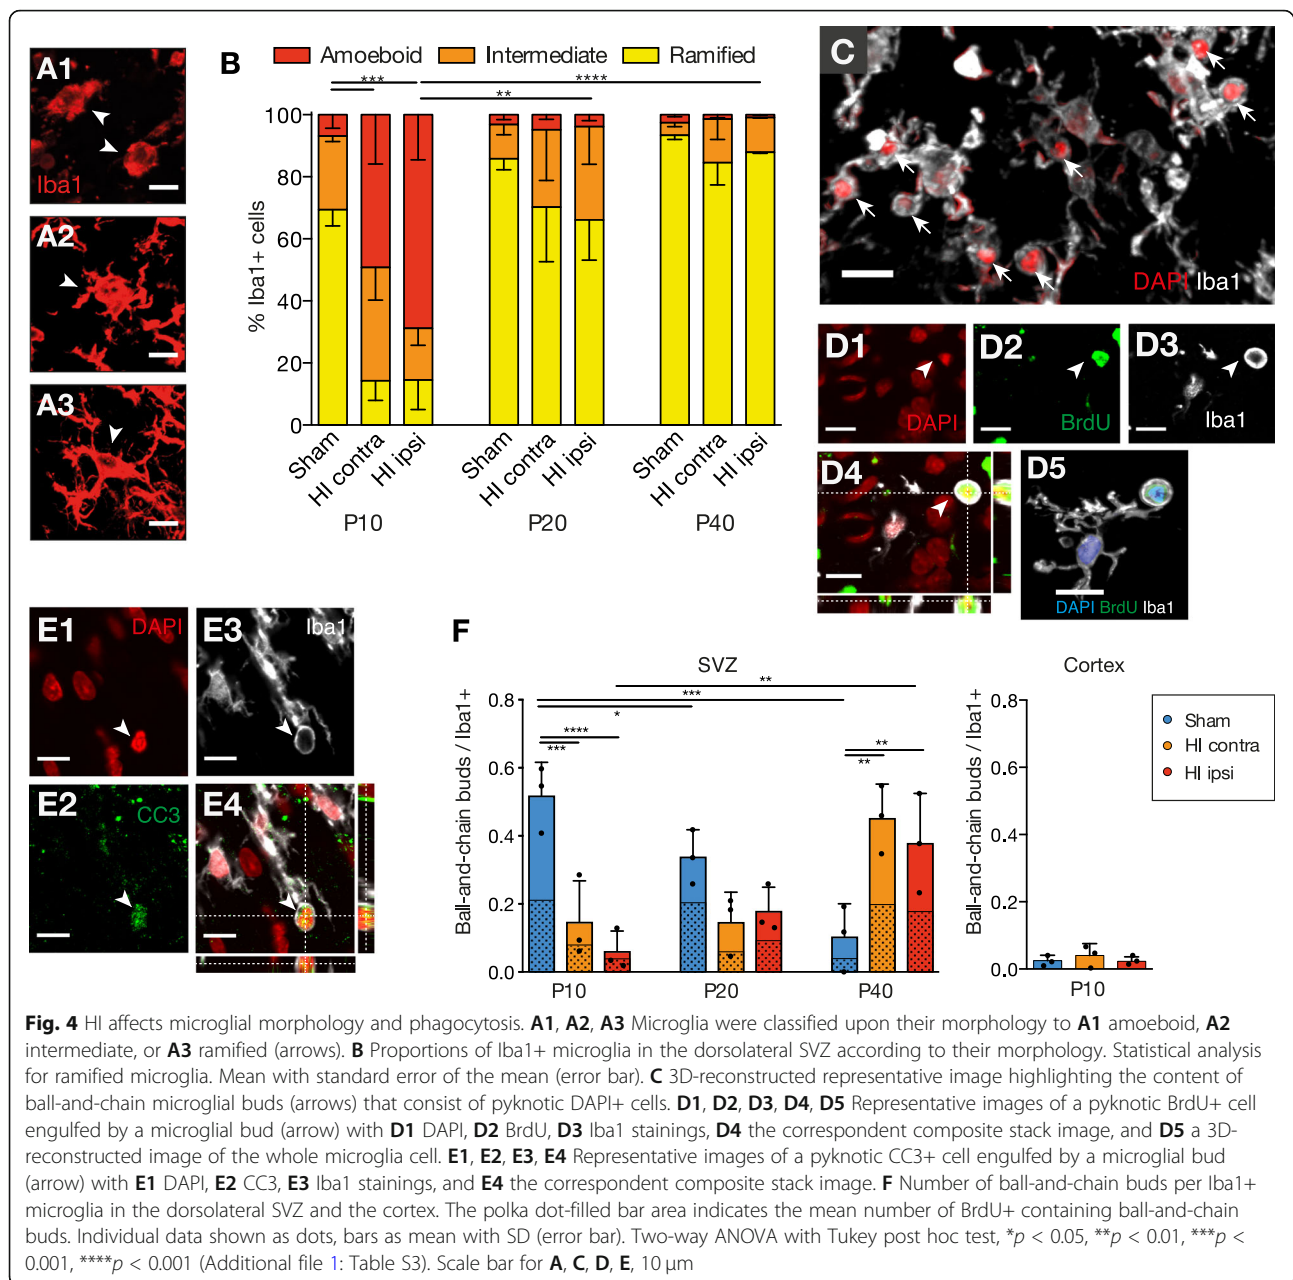 A1
Iba1
A2
A3
B
Amoeboid
Intermediate
Ramified
***
**
****
% Iba1+ cells
100
80
60
40
20
0
Sham
HI contra
HI ipsi
Sham
HI contra
HI ipsi
Sham
HI contra
HI ipsi
P10
P20
P40
C
DAPI Iba1
D1
DAPI
D2
BrdU
D3
Iba1
D4
D5
DAPI BrdU Iba1
E1
DAPI
E3
Iba1
E2
CC3
E4
F
SVZ
Ball-and-chain buds / Iba1+
0.8
0.6
0.4
0.2
0.0
**
***
*
****
***
**
**
P10
P20
P40
Cortex
Ball-and-chain buds / Iba1+
0.8
0.6
0.4
0.2
0.0
P10
Sham
HI contra
HI ipsi
Fig. 4 HI affects microglial morphology and phagocytosis. A1, A2, A3 Microglia were classified upon their morphology to A1 amoeboid, A2
intermediate, or A3 ramified (arrows). B Proportions of Iba1+ microglia in the dorsolateral SVZ according to their morphology. Statistical analysis
for ramified microglia. Mean with standard error of the mean (error bar). C 3D-reconstructed representative image highlighting the content of
ball-and-chain microglial buds (arrows) that consist of pyknotic DAPI+ cells. D1, D2, D3, D4, D5 Representative images of a pyknotic BrdU+ cell
engulfed by a microglial bud (arrow) with D1 DAPI, D2 BrdU, D3 Iba1 stainings, D4 the correspondent composite stack image, and D5 a 3D-
reconstructed image of the whole microglia cell. E1, E2, E3, E4 Representative images of a pyknotic CC3+ cell engulfed by a microglial bud
(arrow) with E1 DAPI, E2 CC3, E3 Iba1 stainings, and E4 the correspondent composite stack image. F Number of ball-and-chain buds per Iba1+
microglia in the dorsolateral SVZ and the cortex. The polka dot-filled bar area indicates the mean number of BrdU+ containing ball-and-chain
buds. Individual data shown as dots, bars as mean with SD (error bar). Two-way ANOVA with Tukey post hoc test, *p < 0.05, **p < 0.01, ***p <
0.001, ****p < 0.001 (Additional file 1: Table S3). Scale bar for A, C, D, E, 10 μm